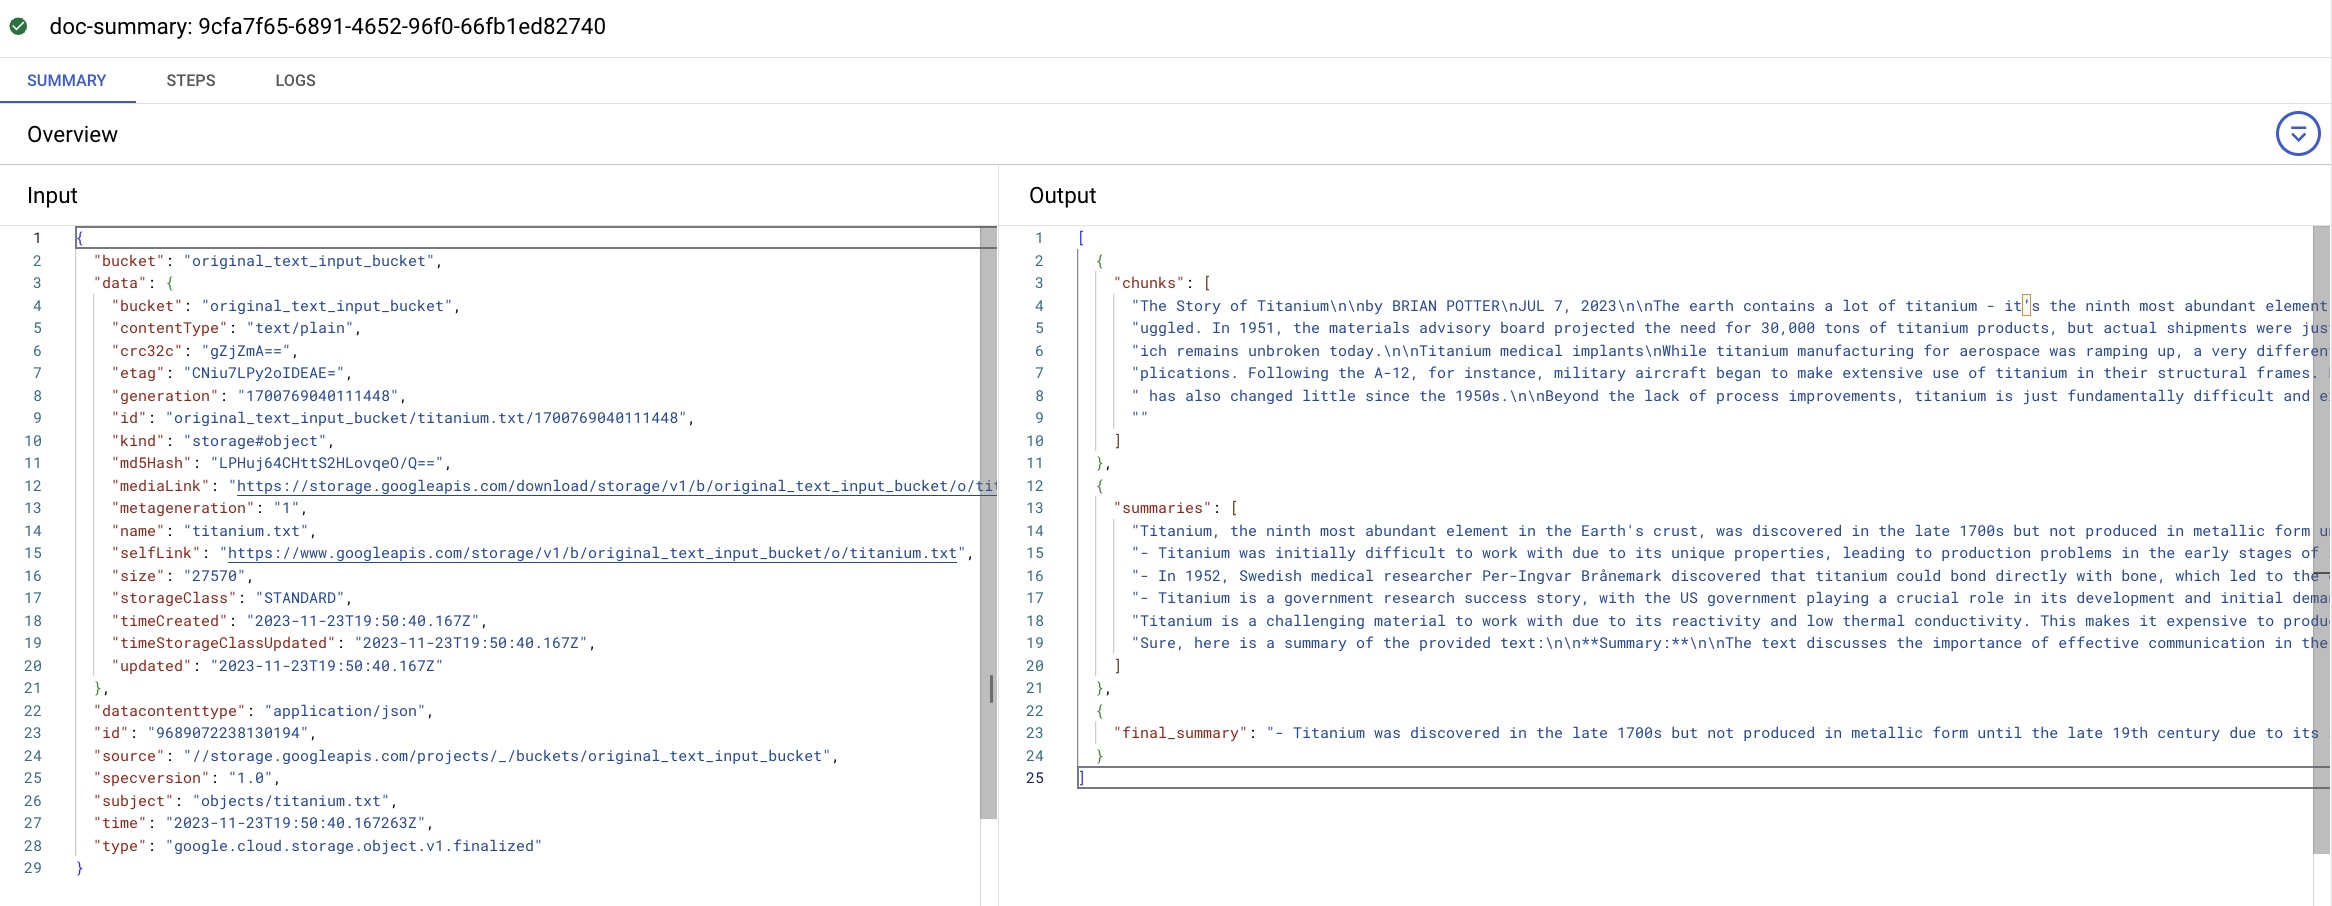 doc-summary: 9cfa7f65-6891-4652-96f0-66fb1ed82740
SUMMARY STEPS LOGS
Overview
Input
1 {
2 "bucket": "original_text_input_bucket",
3 "data": {
4 "bucket": "original_text_input_bucket",
5 "contentType": "text/plain",
6 "crc32c": "gZjZmA==",
7 "etag": "CNiu7LPy2oIDEAE=",
8 "generation": "1700769040111448",
9 "id": "original_text_input_bucket/titanium.txt/1700769040111448",
10 "kind": "storage#object",
11 "md5Hash": "LPHuj64CHttS2HLovqeO/Q==",
12 "mediaLink": "https://storage.googleapis.com/download/storage/v1/b/original_text_input_bucket/o/tit
13 "metageneration": "1",
14 "name": "titanium.txt",
15 "selfLink": "https://www.googleapis.com/storage/v1/b/original_text_input_bucket/o/titanium.txt",
16 "size": "27570",
17 "storageClass": "STANDARD",
18 "timeCreated": "2023-11-23T19:50:40.167Z",
19 "timeStorageClassUpdated": "2023-11-23T19:50:40.167Z",
20 "updated": "2023-11-23T19:50:40.167Z"
21 },
22 "datacontenttype": "application/json",
23 "id": "9689072238130194",
24 "source": "//storage.googleapis.com/projects/_/buckets/original_text_input_bucket",
25 "specversion": "1.0",
26 "subject": "objects/titanium.txt",
27 "time": "2023-11-23T19:50:40.167263Z",
28 "type": "google.cloud.storage.object.v1.finalized"
29 }
Output
1 [
2 {
3 "chunks": [
4 "The Story of Titanium\n\nby BRIAN POTTER\nJUL 7, 2023\n\nThe earth contains a lot of titanium - it’s the ninth most abundant element
5 "uggled. In 1951, the materials advisory board projected the need for 30,000 tons of titanium products, but actual shipments were jus
6 "ich remains unbroken today.\n\nTitanium medical implants\nWhile titanium manufacturing for aerospace was ramping up, a very differen
7 "plications. Following the A-12, for instance, military aircraft began to make extensive use of titanium in their structural frames.
8 " has also changed little since the 1950s.\n\nBeyond the lack of process improvements, titanium is just fundamentally difficult and e
9 ""
10 ]
11 },
12 {
13 "summaries": [
14 "Titanium, the ninth most abundant element in the Earth's crust, was discovered in the late 1700s but not produced in metallic form u
15 "- Titanium was initially difficult to work with due to its unique properties, leading to production problems in the early stages of
16 "- In 1952, Swedish medical researcher Per-Ingvar Brånemark discovered that titanium could bond directly with bone, which led to the
17 "- Titanium is a government research success story, with the US government playing a crucial role in its development and initial dema
18 "Titanium is a challenging material to work with due to its reactivity and low thermal conductivity. This makes it expensive to produ
19 "Sure, here is a summary of the provided text:\n\n**Summary:**\n\nThe text discusses the importance of effective communication in the
20 ]
21 },
22 {
23 "final_summary": "- Titanium was discovered in the late 1700s but not produced in metallic form until the late 19th century due to its
24 }
25 ]